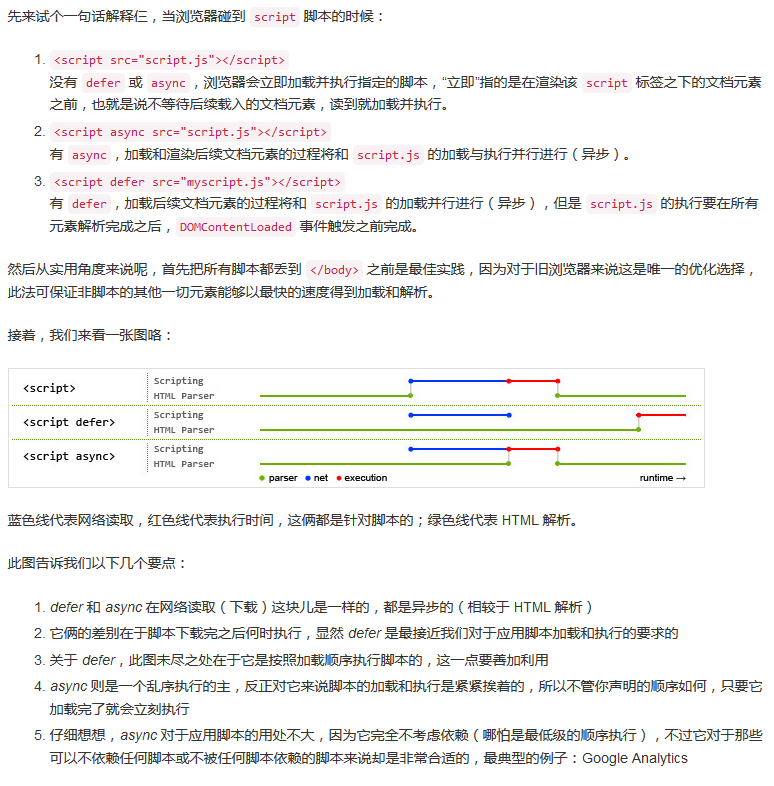 先来试个一句话解释仨，当浏览器碰到 script 脚本的时候：
1. <script src="script.js"></script>
没有 defer 或 async，浏览器会立即加载并执行指定的脚本，“立即”指的是在渲染该 script 标签之下的文档元素
之前，也就是说不等待后续载入的文档元素，读到就加载并执行。
2. <script async src="script.js"></script>
有 async，加载和渲染后续文档元素的过程将和 script.js 的加载与执行并行进行（异步）。
3. <script defer src="myscript.js"></script>
有 defer，加载后续文档元素的过程将和 script.js 的加载并行进行（异步），但是 script.js 的执行要在所有
元素解析完成之后，DOMContentLoaded 事件触发之前完成。
然后从实用角度来说呢，首先把所有脚本都丢到 </body> 之前是最佳实践，因为对于旧浏览器来说这是唯一的优化选择，
此法可保证非脚本的其他一切元素能够以最快的速度得到加载和解析。
接着，我们来看一张图咯：
<script>
Scripting
HTML Parser
<script defer>
Scripting
HTML Parser
<script async>
Scripting
HTML Parser
parser net execution runtime →
蓝色线代表网络读取，红色线代表执行时间，这俩都是针对脚本的；绿色线代表 HTML 解析。
此图告诉我们以下几个要点：
1. defer 和 async 在网络读取（下载）这块儿是一样的，都是异步的（相较于 HTML 解析）
2. 它俩的差别在于脚本下载完之后何时执行，显然 defer 是最接近我们对于应用脚本加载和执行的要求的
3. 关于 defer，此图未尽之处在于它是按照加载顺序执行脚本的，这一点要善加利用
4. async 则是一个乱序执行的主，反正对它来说脚本的加载和执行是紧紧挨着的，所以不管你声明的顺序如何，只要它
加载完了就会立刻执行
5. 仔细想想，async 对于应用脚本的用处不大，因为它完全不考虑依赖（哪怕是最低级的顺序执行），不过它对于那些
可以不依赖任何脚本或不被任何脚本依赖的脚本来说却是非常合适的，最典型的例子：Google Analytics